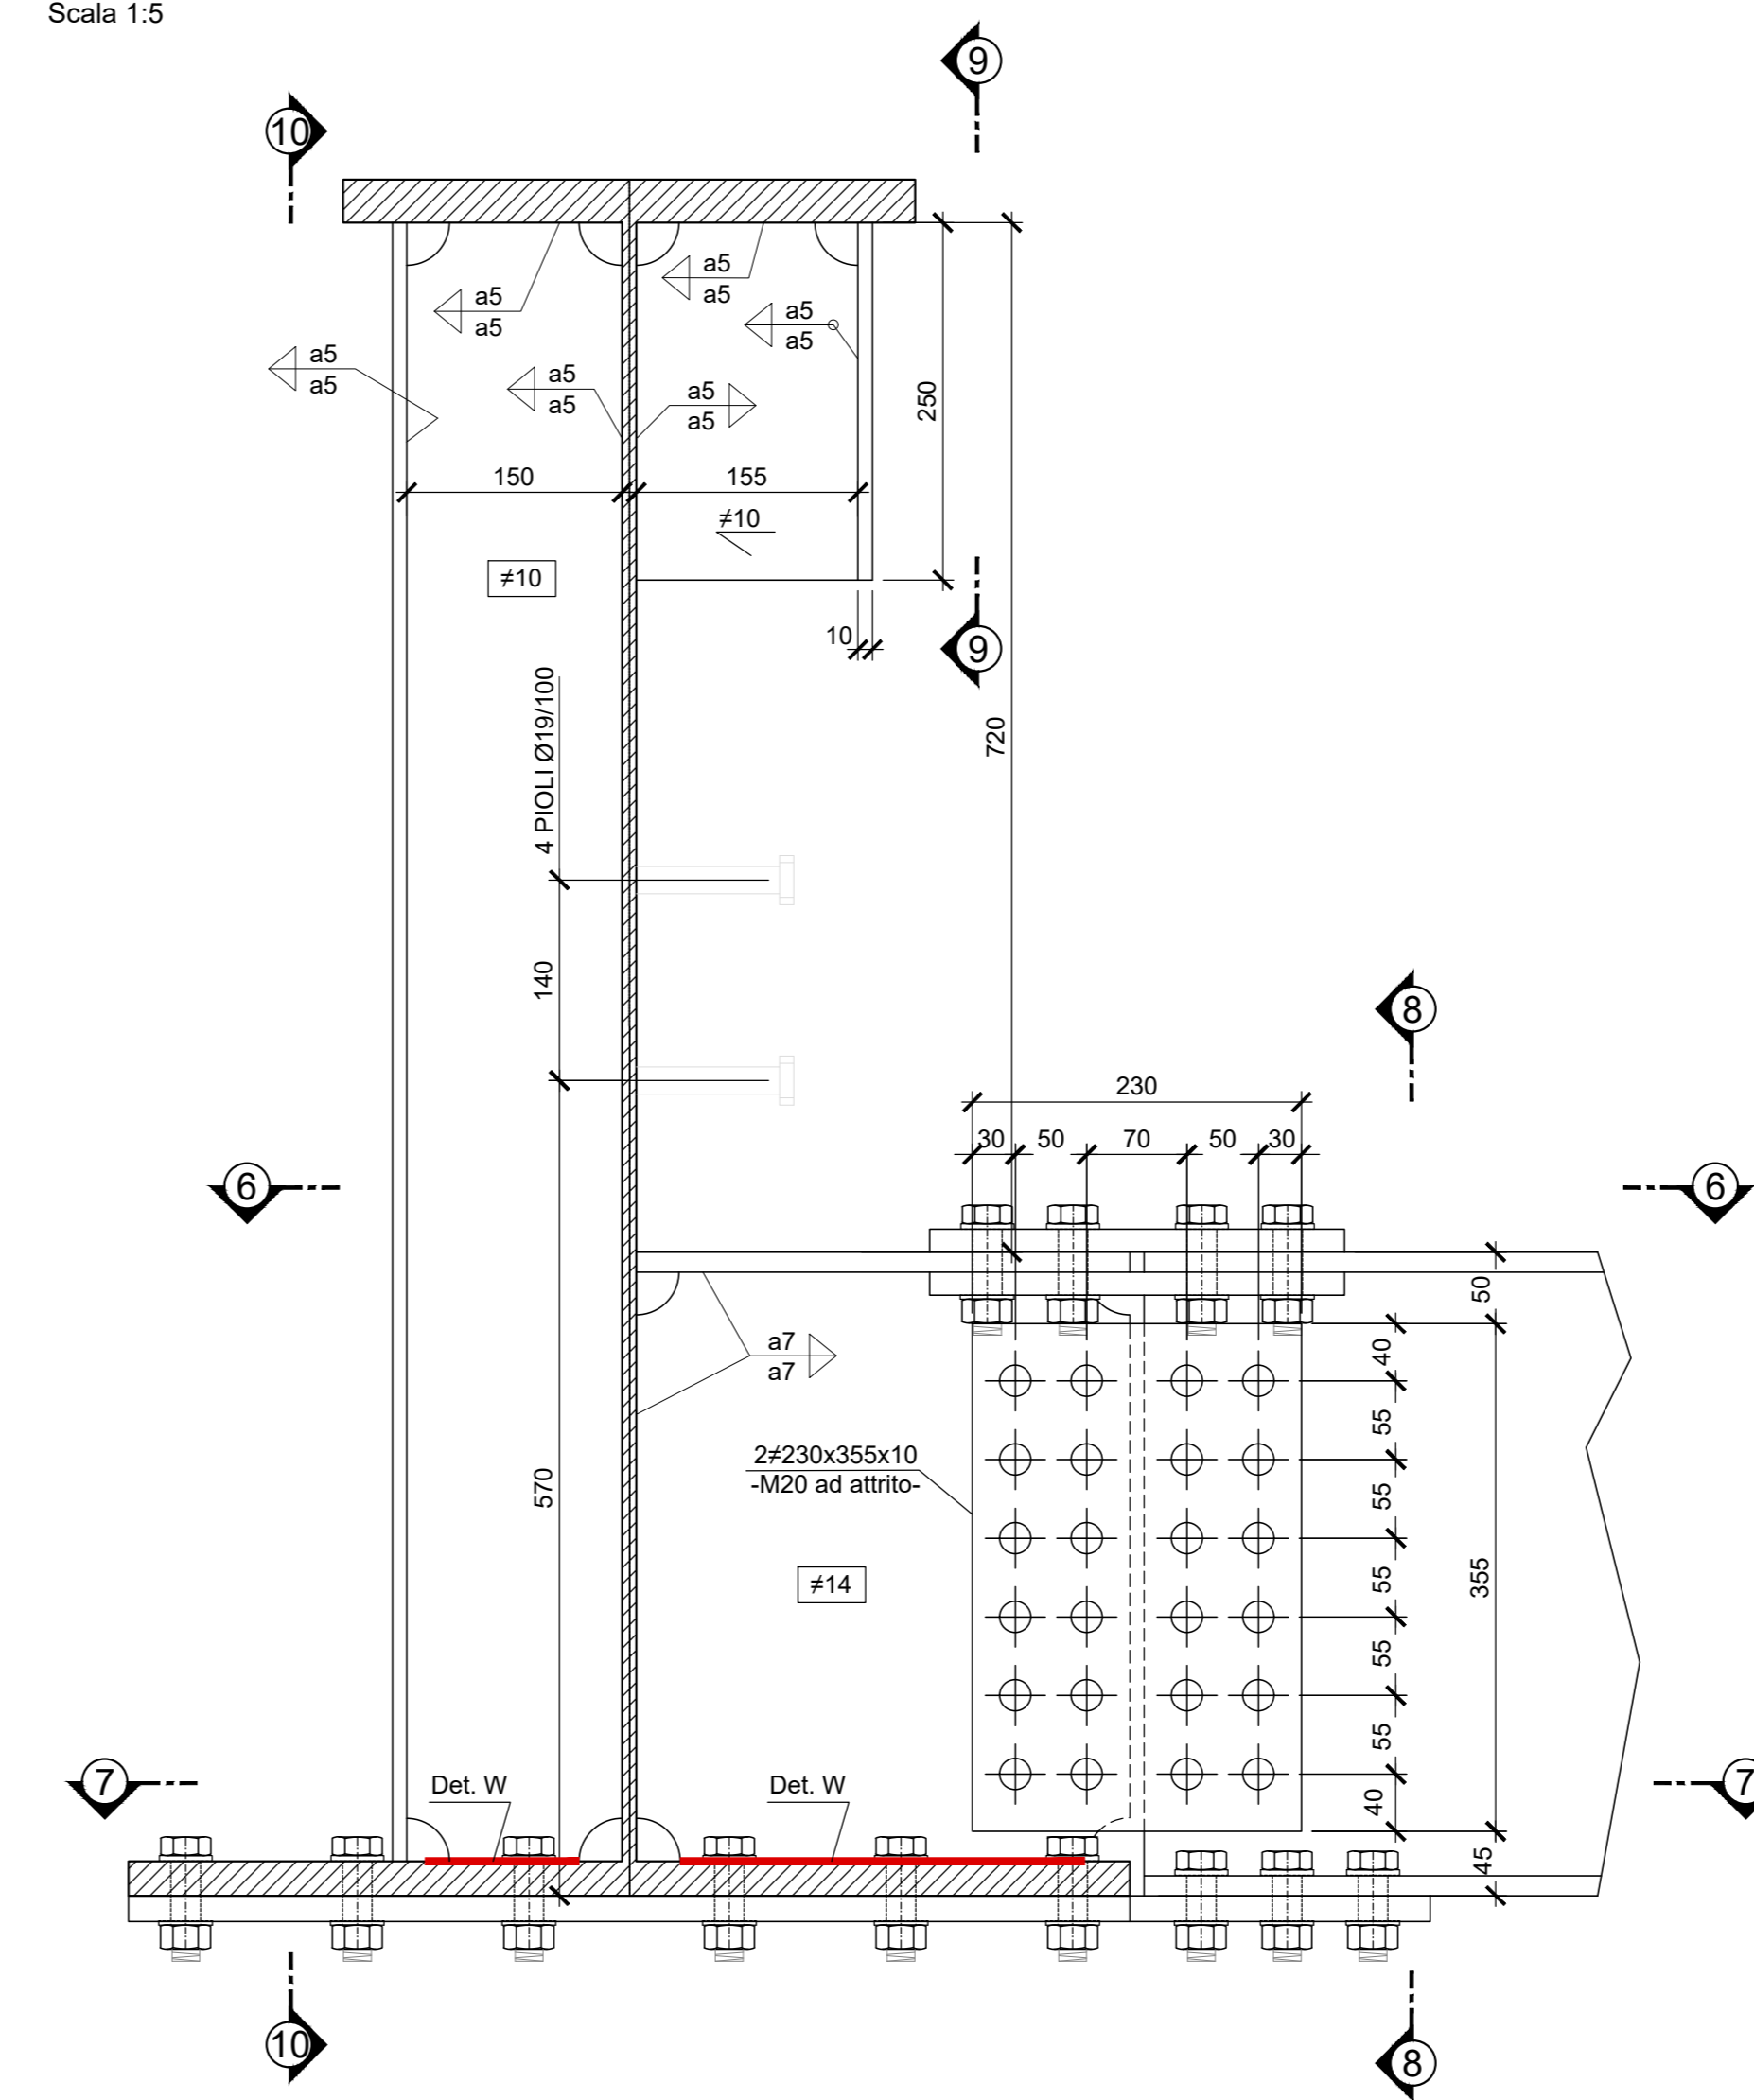 Scala 1:5
9
10
a5
a5
a5
a5
a5
a5
a5
a5
a5
a5
a5
a5
250
150
155
≠10
≠10
10
9
4 PIOLI Ø19/100
720
140
8
230
30
50
70
50
30
6
6
50
a7
a7
40
55
2≠230x355x10
-M20 ad attrito-
55
570
≠14
55
355
55
55
40
7
Det. W
Det. W
7
45
10
8